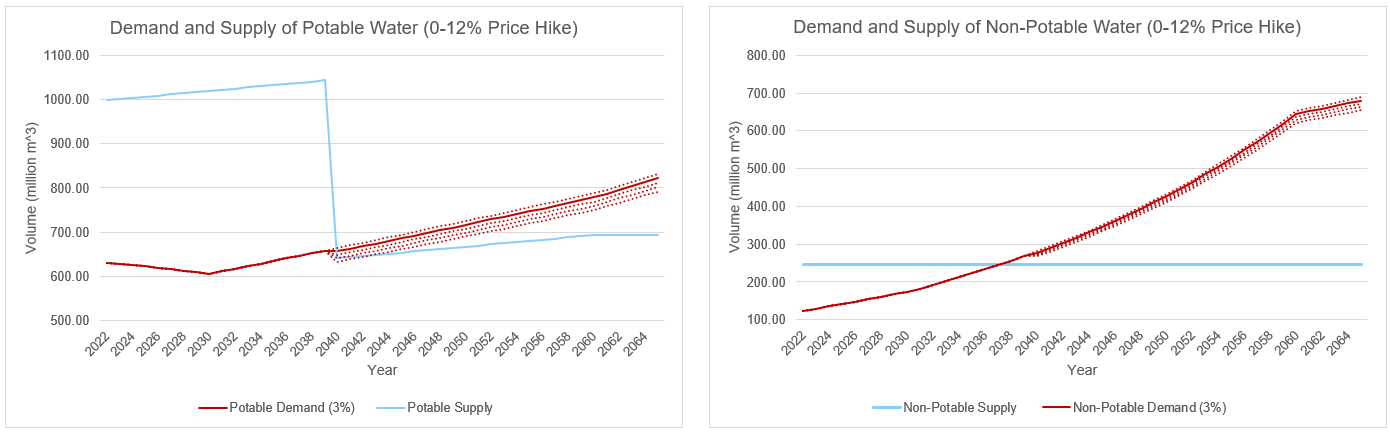 Demand and Supply of Potable Water (0-12% Price Hike)
1100.00
1000.00
900.00
800.00
700.00
600.00
500.00
Volume (million m^3)
2022 2024 2026 2028 2030 2032 2034 2036 2038 2040 2042 2044 2046 2048 2050 2052 2054 2056 2058 2060 2062 2064
Year
Potable Demand (3%) Potable Supply
Demand and Supply of Non-Potable Water (0-12% Price Hike)
800.00
700.00
600.00
500.00
400.00
300.00
200.00
100.00
Volume (million m^3)
2022 2024 2026 2028 2030 2032 2034 2036 2038 2040 2042 2044 2046 2048 2050 2052 2054 2056 2058 2060 2062 2064
Year
Non-Potable Supply Non-Potable Demand (3%)